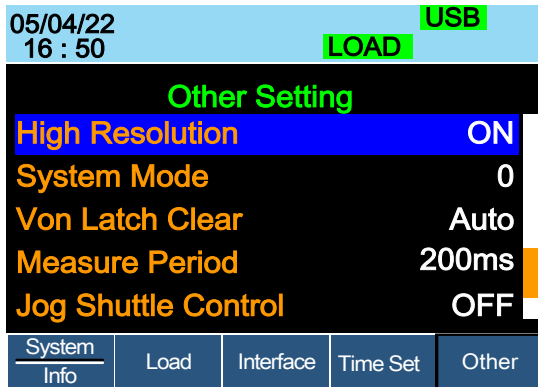 05/04/22 USB
16 : 50 LOAD
Other Setting
High Resolution ON
System Mode 0
Von Latch Clear Auto
Measure Period 200ms
Jog Shuttle Control OFF
System Load Interface Time Set Other
Info